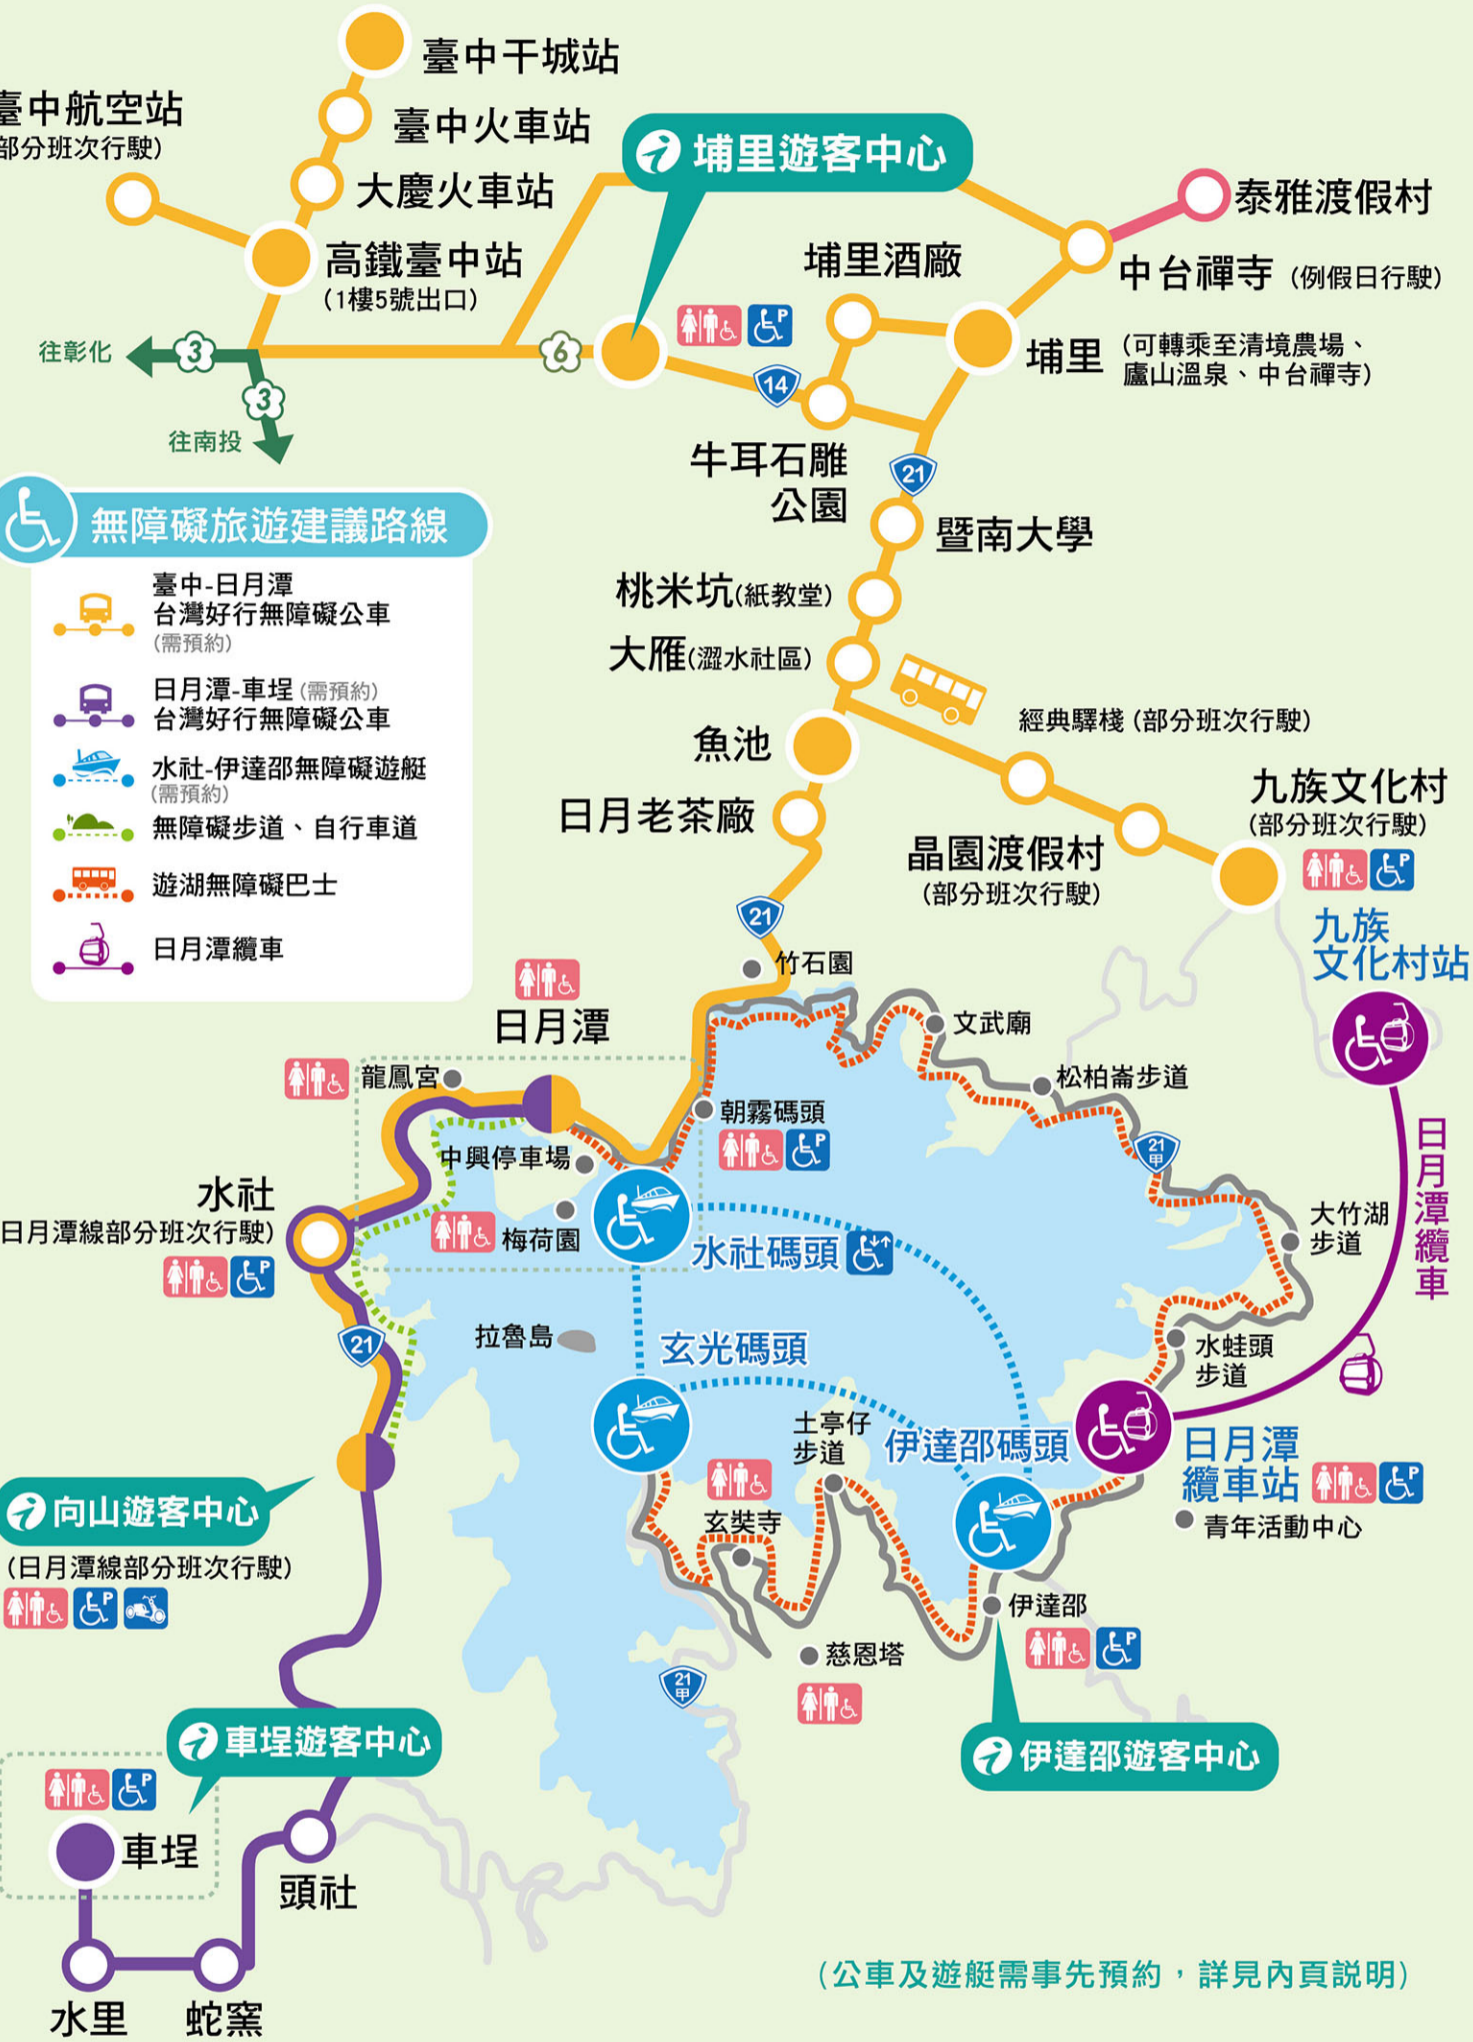 臺中干城站
臺中航空站
部分班次行駛)
臺中火車站
埔里遊客中心
大慶火車站
泰雅渡假村
高鐵臺中站
(1樓5號出口)
埔里酒廠
中台禪寺 (例假日行駛)
往彰化
3
6
埔里 (可轉乘至清境農場、
廬山溫泉、中台禪寺)
14
3
往南投
牛耳石雕
公園
21
無障礙旅遊建議路線
暨南大學
臺中-日月潭
台灣好行無障礙公車
(需預約)
日月潭-車埕 (需預約)
台灣好行無障礙公車
水社-伊達邵無障礙遊艇
(需預約)
無障礙步道、自行車道
遊湖無障礙巴士
日月潭纜車
桃米坑(紙教堂)
大雁(澀水社區)
經典驛棧 (部分班次行駛)
魚池
九族文化村
(部分班次行駛)
日月老茶廠
晶園渡假村
(部分班次行駛)
21
九族
文化村站
竹石園
日月潭
文武廟
龍鳳宮
松柏崙步道
朝霧碼頭
中興停車場
21
甲
日月潭纜車
水社
日月潭線部分班次行駛)
梅荷園
水社碼頭
大竹湖
步道
拉魯島
21
玄光碼頭
水蛙頭
步道
土亭仔
步道
伊達邵碼頭
日月潭
纜車站
向山遊客中心
(日月潭線部分班次行駛)
玄奘寺
青年活動中心
伊達邵
慈恩塔
21
甲
車埕遊客中心
伊達邵遊客中心
車埕
頭社
(公車及遊艇需事先預約，詳見內頁説明)
水里
蛇窯
P
P
P
P
P
P
P
P